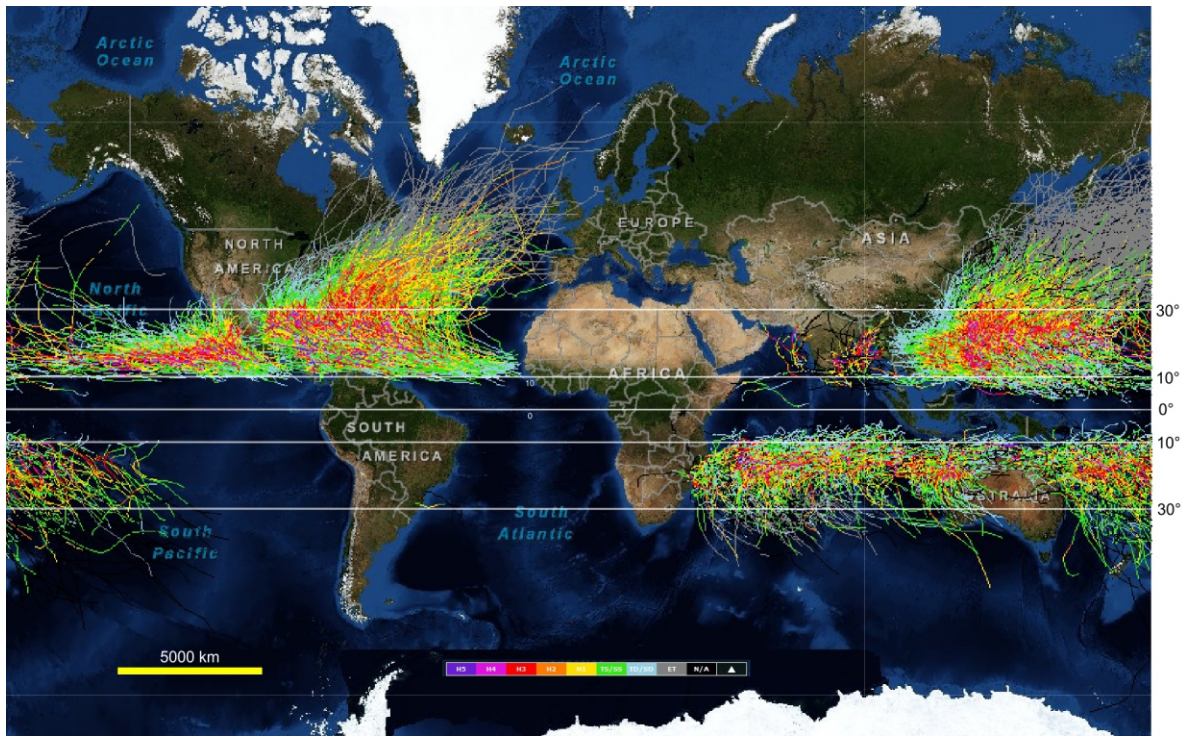 Arctic
Ocean
Arctic
Ocean
NORTH
AMERICA
EUROPE
ASIA
North
Pacific
30°
AFRICA
10
10°
0
0°
SOUTH
AMERICA
10°
AUSTRALIA
30°
South
Atlantic
South
Pacific
5000 km
H5 H4 H3 H2 H1 TS/SS TD/SD ET N/A